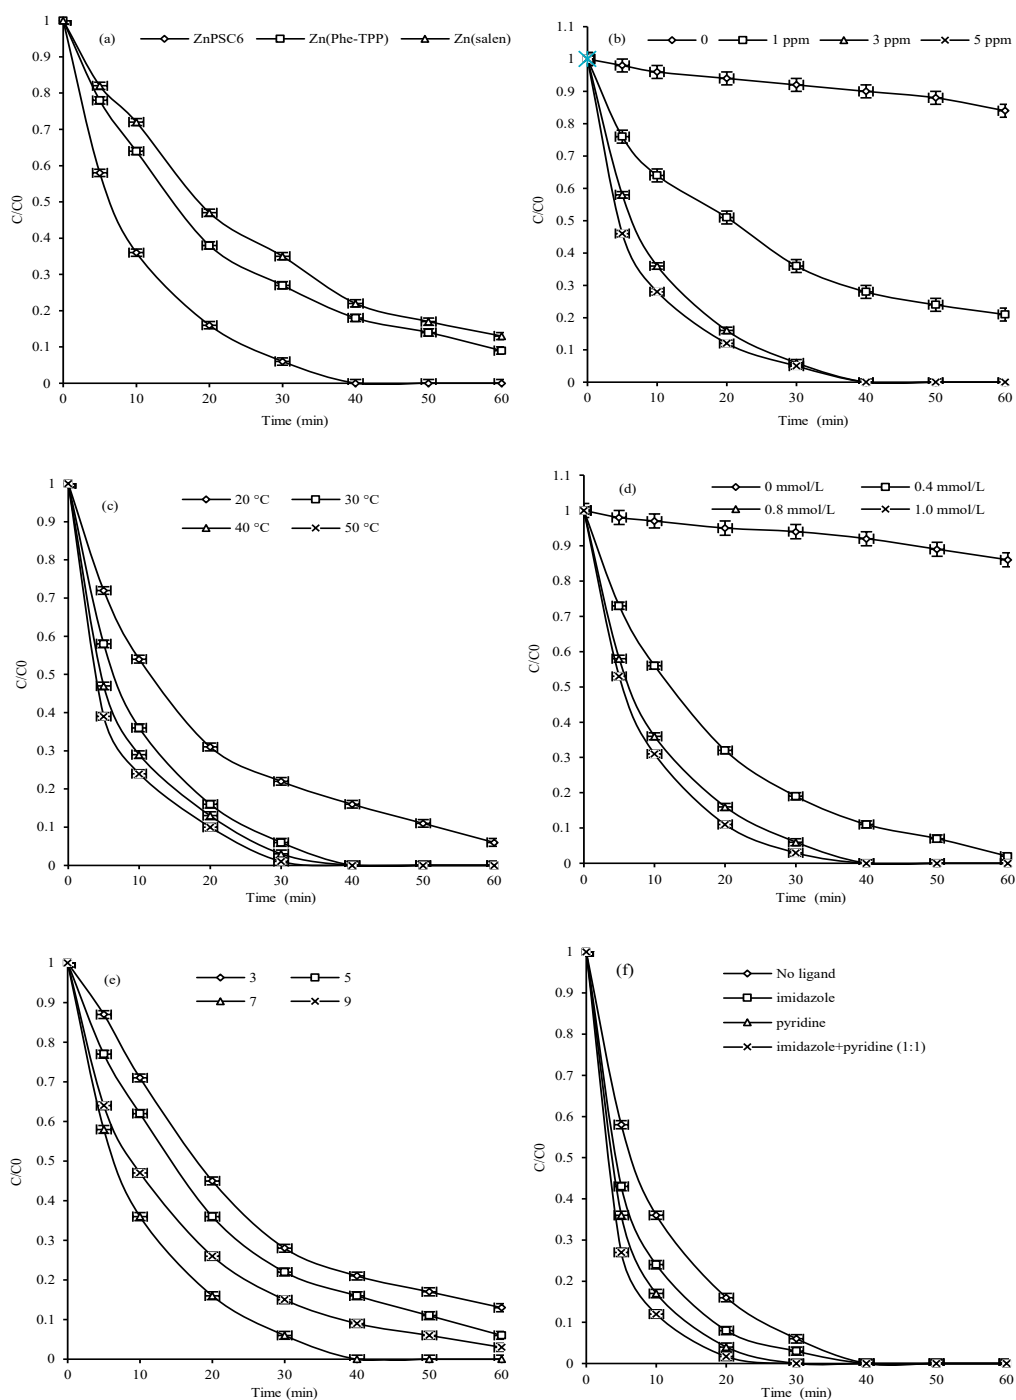 (a)
ZnPSC6 Zn(Phe-TPP) Zn(salen)
1
0.9
0.8
0.7
0.6
0.5
0.4
0.3
0.2
0.1
0
C/C0
0 10 20 30 40 50 60
Time (min)
(b)
0 1 ppm 3 ppm 5 ppm
1.1
1
0.9
0.8
0.7
0.6
0.5
0.4
0.3
0.2
0.1
0
C/C0
0 10 20 30 40 50 60
Time (min)
(c)
20 °C 30 °C
40 °C 50 °C
1
0.9
0.8
0.7
0.6
0.5
0.4
0.3
0.2
0.1
0
C/C0
0 10 20 30 40 50 60
Time (min)
(d)
0 mmol/L 0.4 mmol/L
0.8 mmol/L 1.0 mmol/L
1.1
1
0.9
0.8
0.7
0.6
0.5
0.4
0.3
0.2
0.1
0
C/C0
0 10 20 30 40 50 60
Time (min)
(e)
3 5
7 9
1
0.9
0.8
0.7
0.6
0.5
0.4
0.3
0.2
0.1
0
C/C0
0 10 20 30 40 50 60
Time (min)
(f)
No ligand
imidazole
pyridine
imidazole+pyridine (1:1)
1
0.9
0.8
0.7
0.6
0.5
0.4
0.3
0.2
0.1
0
C/C0
0 10 20 30 40 50 60
Time (min)